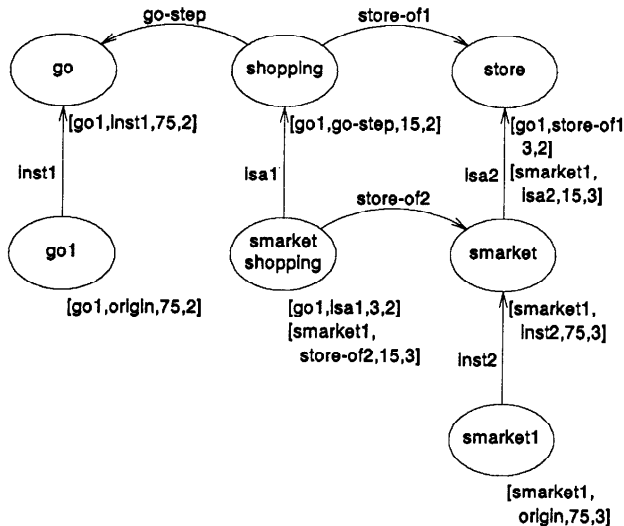 go-step
store-of1
go
shopping
store
[go1,inst1,75,2]
[go1,go-step,15,2]
[go1,store-of1
3,2]
[smarket1,
isa2,15,3]
inst1
isa1
isa2
store-of2
go1
smarket
shopping
smarket
[go1,origin,75,2]
[go1,isa1,3,2]
[smarket1,
store-of2,15,3]
[smarket1,
inst2,75,3]
inst2
smarket1
[smarket1,
origin,75,3]